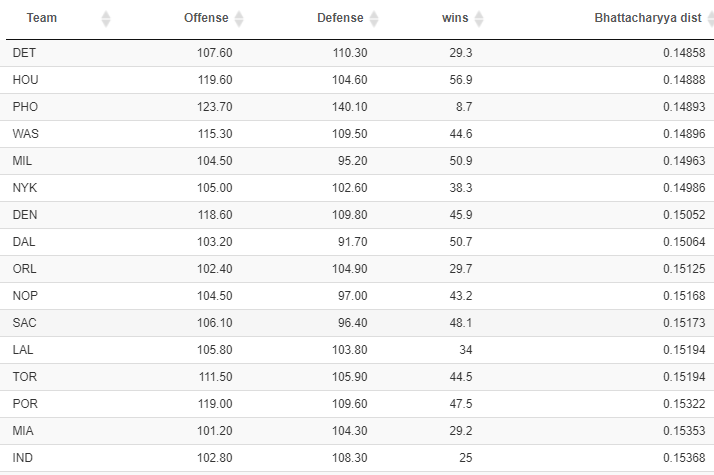 Team Offense Defense wins Bhattacharyya dist
DET 107.60 110.30 29.3 0.14858
HOU 119.60 104.60 56.9 0.14888
PHO 123.70 140.10 8.7 0.14893
WAS 115.30 109.50 44.6 0.14896
MIL 104.50 95.20 50.9 0.14963
NYK 105.00 102.60 38.3 0.14986
DEN 118.60 109.80 45.9 0.15052
DAL 103.20 91.70 50.7 0.15064
ORL 102.40 104.90 29.7 0.15125
NOP 104.50 97.00 43.2 0.15168
SAC 106.10 96.40 48.1 0.15173
LAL 105.80 103.80 34 0.15194
TOR 111.50 105.90 44.5 0.15194
POR 119.00 109.60 47.5 0.15322
MIA 101.20 104.30 29.2 0.15353
IND 102.80 108.30 25 0.15368